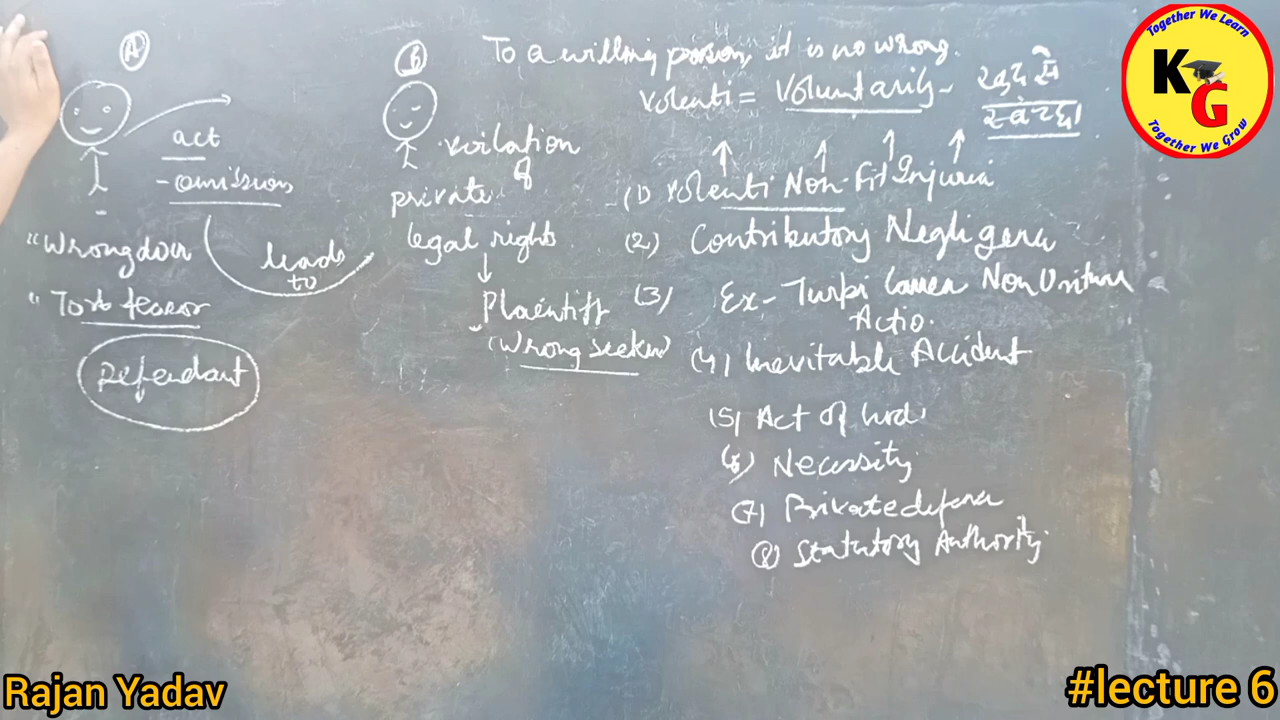 A
act
-omission
leads
to
"Wrongdoer
"Tort feasor
Defendant
B
voilation
of
private
legal rights
Plaintiff
(Wrong Seeker)
To a willing person, it is no wrong.
Volenti = Voluntarily -
(1) Volenti Non-Fit Injuria
(2) Contributory Negligence
(3) Ex-Turpi Causa Non Oritur
Actio.
(4) Inevitable Accident
(5) Act of God
(6) Necessity
(7) Private defence
(8) Statutory Authority
Together We Learn
KG
Together We Grow
Rajan Yadav
#lecture 6